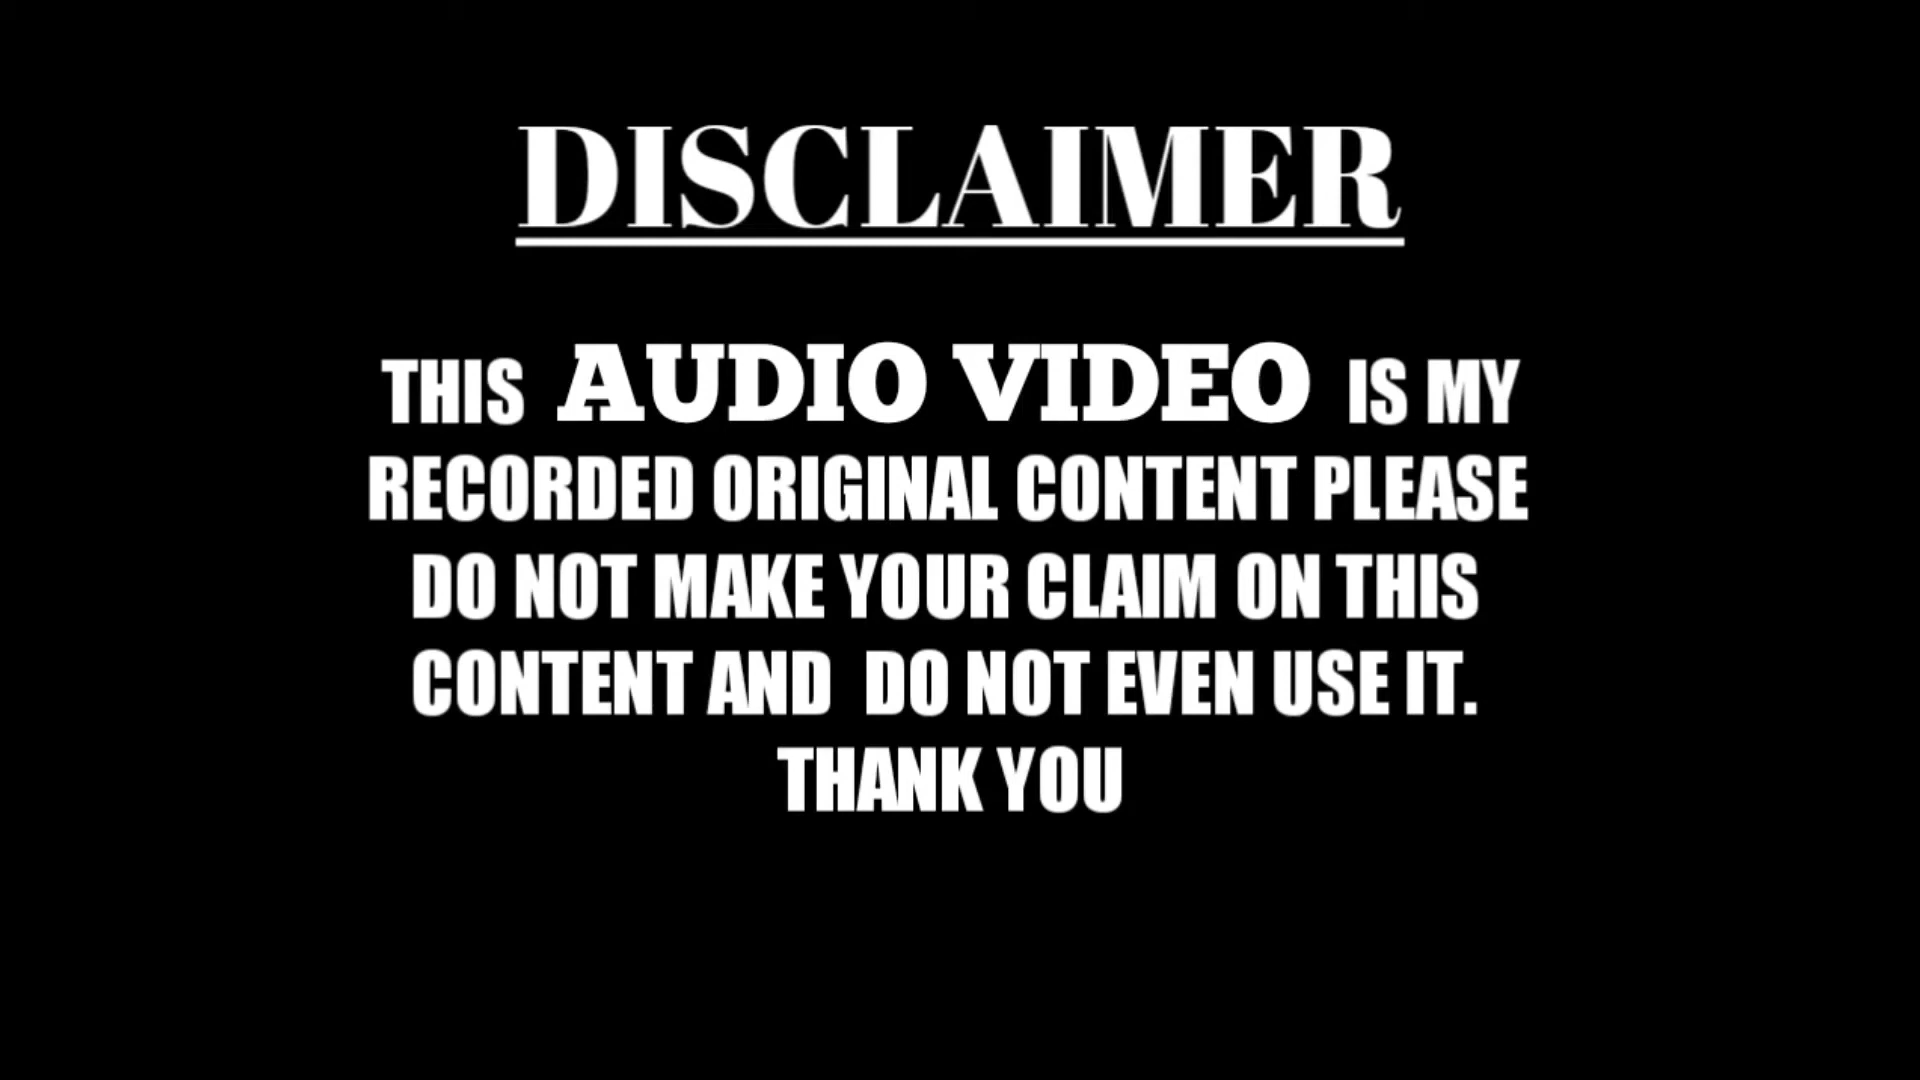 DISCLAIMER
THIS AUDIO VIDEO IS MY
RECORDED ORIGINAL CONTENT PLEASE
DO NOT MAKE YOUR CLAIM ON THIS
CONTENT AND DO NOT EVEN USE IT.
THANK YOU